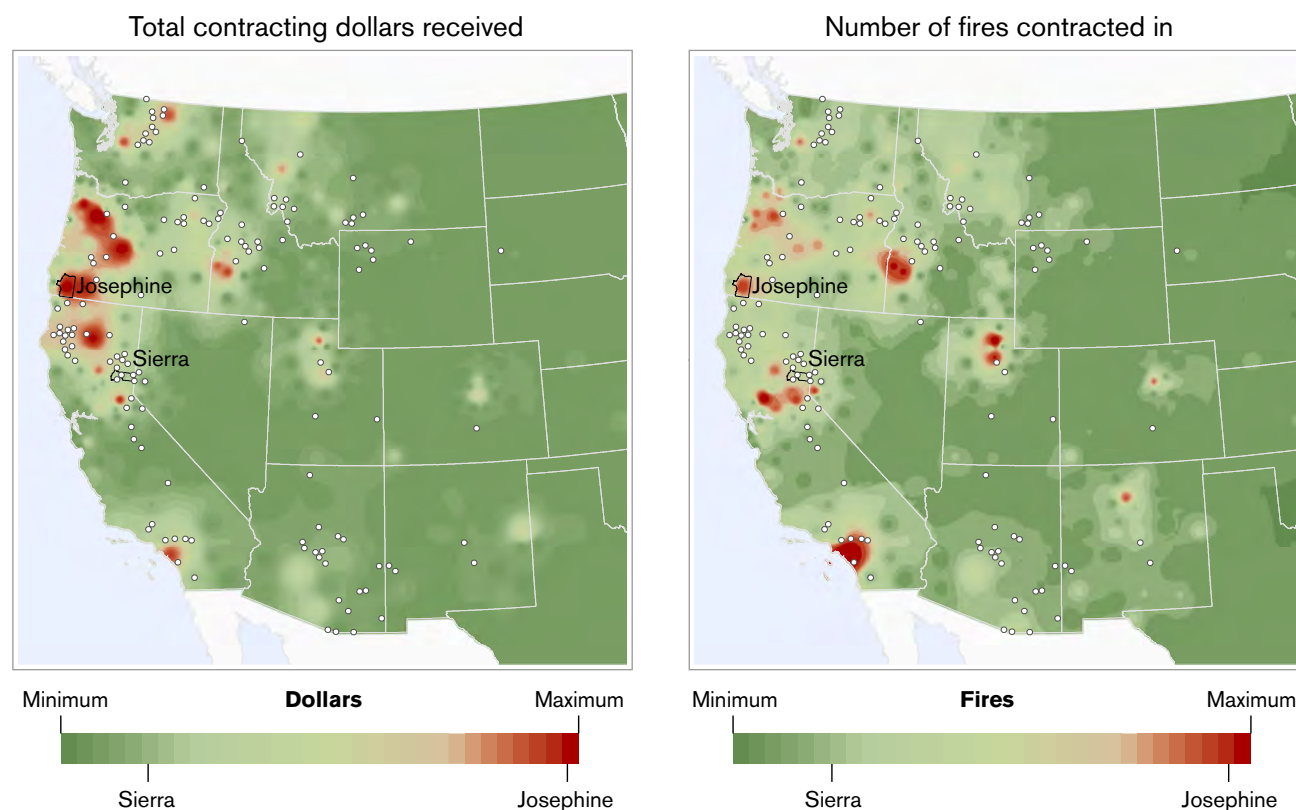 Total contracting dollars received
Number of fires contracted in
Josephine
Sierra
Josephine
Sierra
Minimum
Dollars
Maximum
Sierra
Josephine
Minimum
Fires
Maximum
Sierra
Josephine